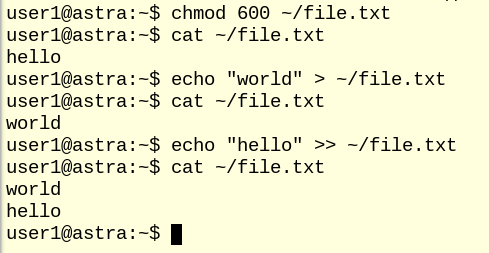 user1@astra:~$ chmod 600 ~/file.txt
user1@astra:~$ cat ~/file.txt
hello
user1@astra:~$ echo "world" > ~/file.txt
user1@astra:~$ cat ~/file.txt
world
user1@astra:~$ echo "hello" >> ~/file.txt
user1@astra:~$ cat ~/file.txt
world
hello
user1@astra:~$